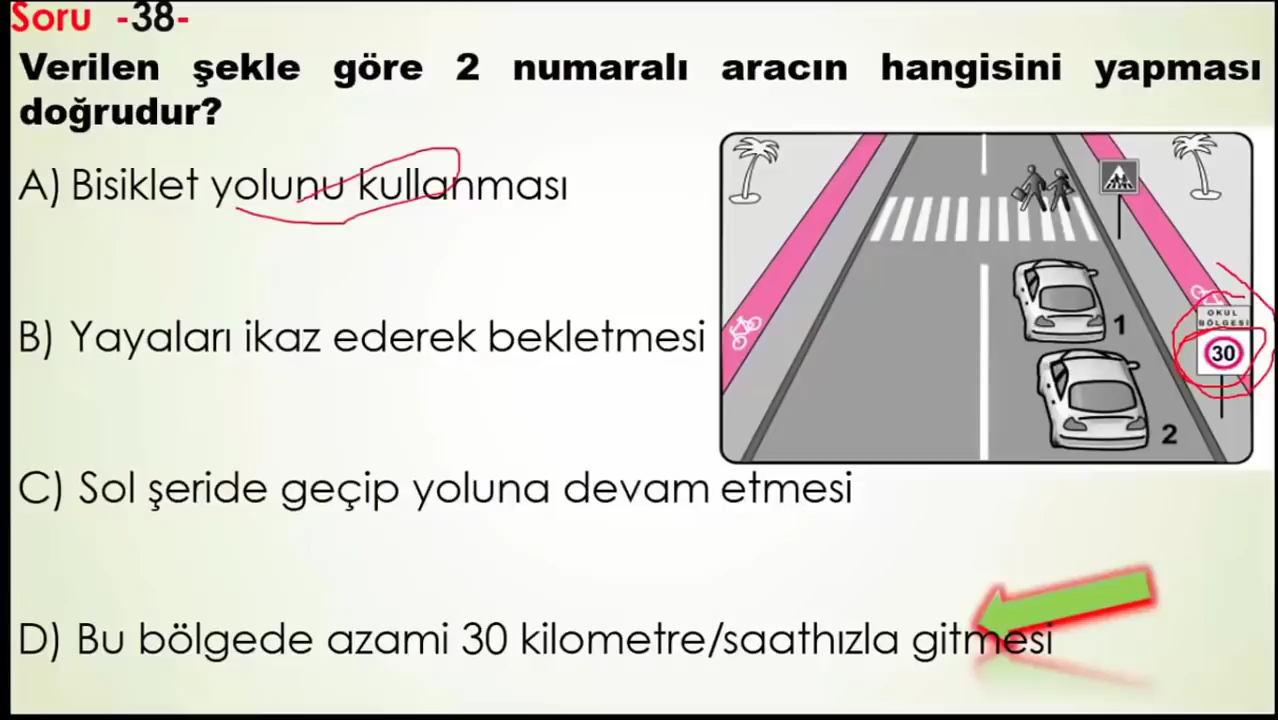 Soru -38-
Verilen şekle göre 2 numaralı aracın hangisini yapması
doğrudur?
A) Bisiklet yolunu kullanması
B) Yayaları ikaz ederek bekletmesi
C) Sol şeride geçip yoluna devam etmesi
D) Bu bölgede azami 30 kilometre/saathızla gitmesi
OKUL
BÖLGESİ
30
1
2